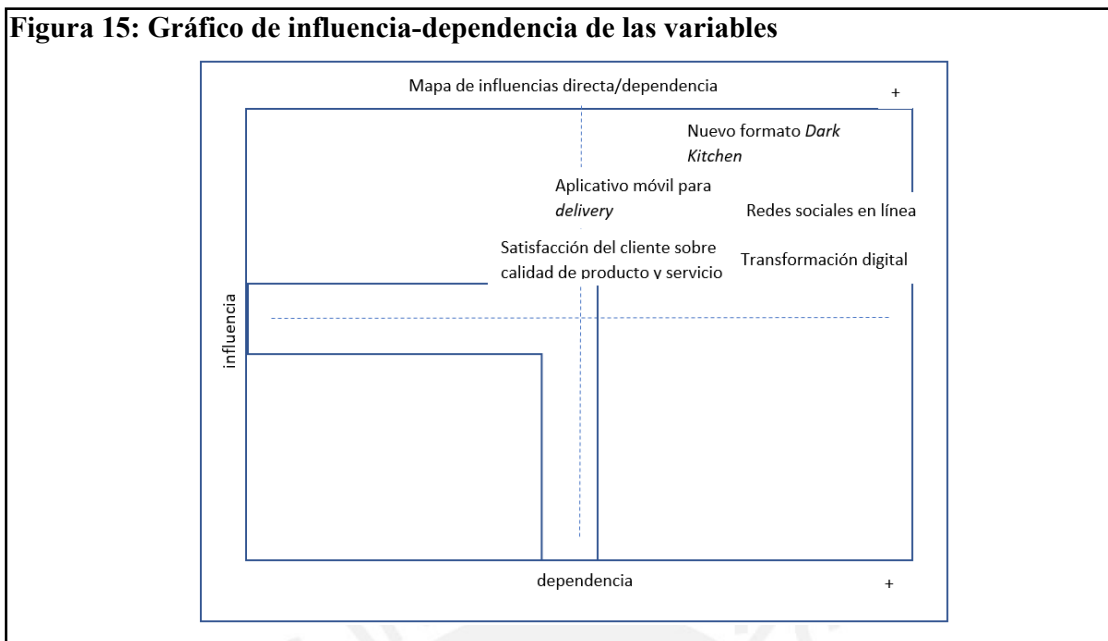 Figura 15: Gráfico de influencia-dependencia de las variables
Mapa de influencias directa/dependencia
+
Nuevo formato Dark
Kitchen
Aplicativo móvil para
delivery
Redes sociales en línea
Satisfacción del cliente sobre
calidad de producto y servicio
Transformación digital
influencia
dependencia
+